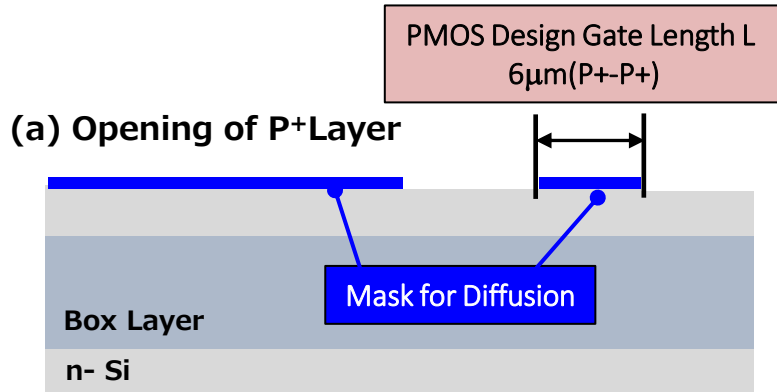 PMOS Design Gate Length L
6μm(P+-P+)
(a) Opening of P+Layer
Mask for Diffusion
Box Layer
n- Si